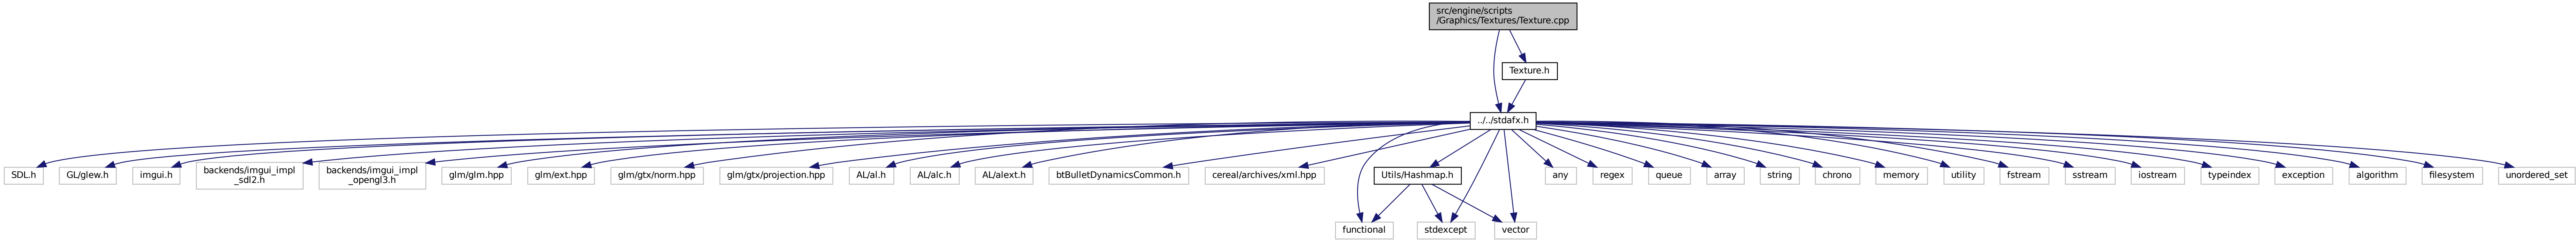 src/engine/scripts
/Graphics/Textures/Texture.cpp
Texture.h
../../stdafx.h
SDL.h
GL/glew.h
imgui.h
backends/imgui_impl
_sdl2.h
backends/imgui_impl
_opengl3.h
glm/glm.hpp
glm/ext.hpp
glm/gtx/norm.hpp
glm/gtx/projection.hpp
AL/al.h
AL/alc.h
AL/alext.h
btBulletDynamicsCommon.h
cereal/archives/xml.hpp
Utils/Hashmap.h
any
regex
queue
array
string
chrono
memory
utility
fstream
sstream
iostream
typeindex
exception
algorithm
filesystem
unordered_set
functional
stdexcept
vector